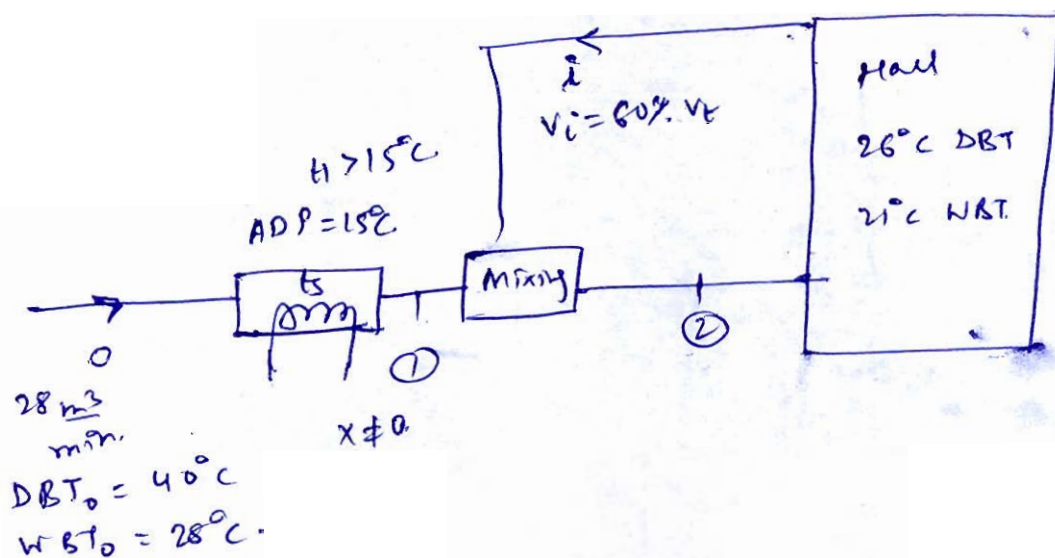 i
Vi = 60% Vt
Hall
26°C DBT
21°C WBT.
t1 > 15°C
ADP = 15°C
ts
Mixing
0
①
②
28 m³
min.
x ≠ 0.
DBT₀ = 40°C
WBT₀ = 28°C.